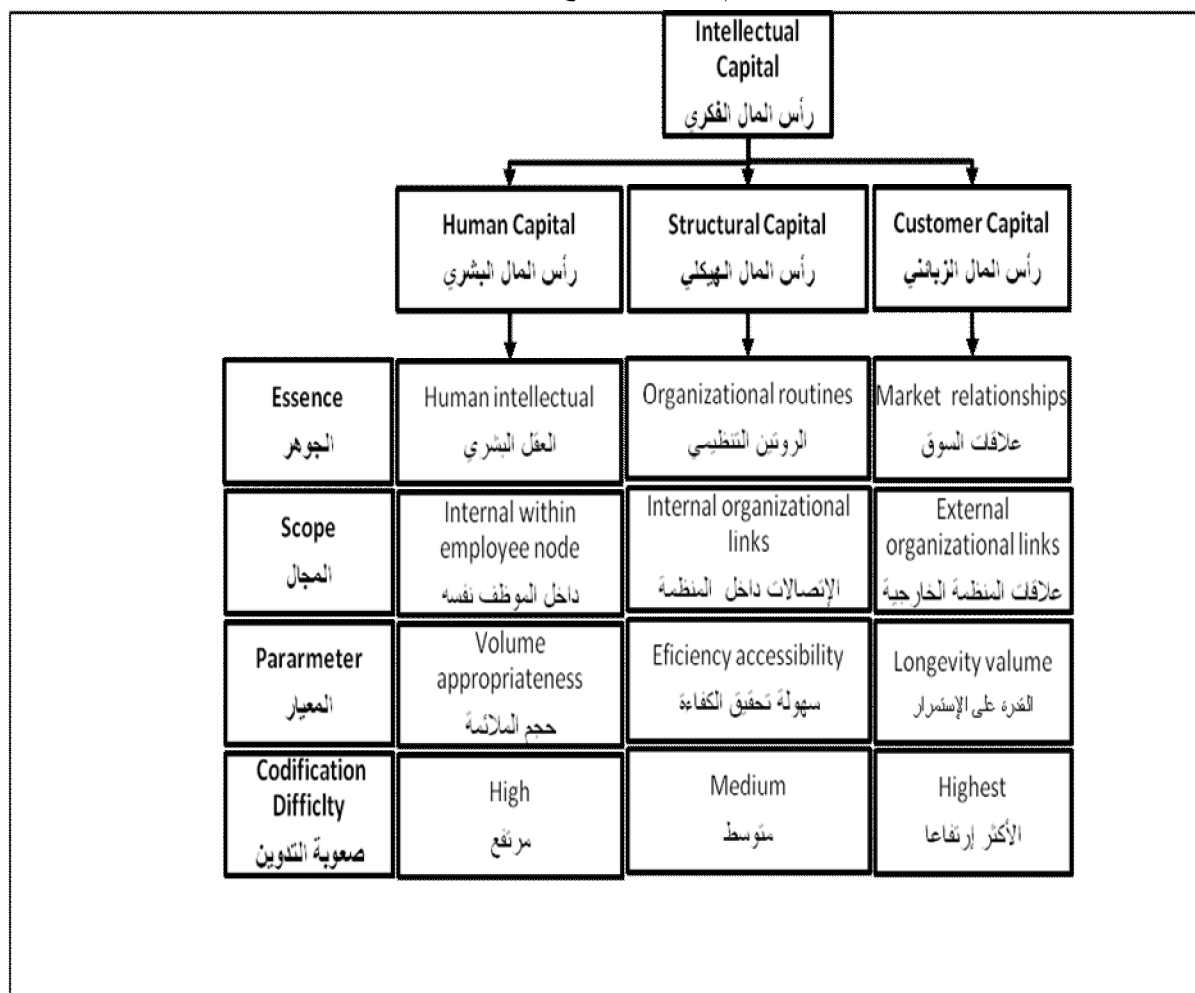 Intellectual
Capital
رأس المال الفكري
Human Capital
رأس المال البشري
Structural Capital
رأس المال الهيكلي
Customer Capital
رأس المال الزبائني
Essence
الجوهر
Human intellectual
العقل البشري
Organizational routines
الروتين التنظيمي
Market relationships
علاقات السوق
Scope
المجال
Internal within
employee node
داخل الموظف نفسه
Internal organizational
links
الإتصالات داخل المنظمة
External
organizational links
علاقات المنظمة الخارجية
Pararmeter
المعيار
Volume
appropriateness
حجم الملائمة
Eficiency accessibility
سهولة تحقيق الكفاءة
Longevity valume
القدرة على الإستمرار
Codification
Difficlty
صعوبة التدوين
High
مرتفع
Medium
متوسط
Highest
الأكثر إرتفاعا